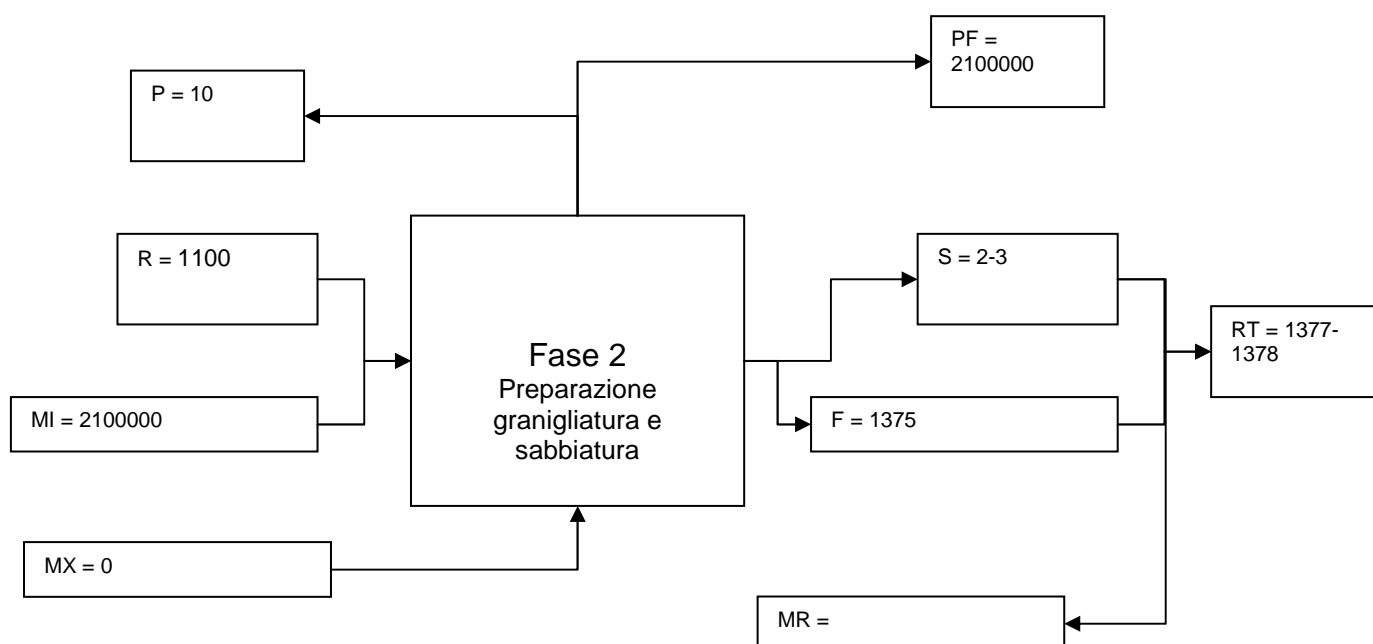 PF =
2100000
P = 10
R = 1100
S = 2-3
RT = 1377-
1378
Fase 2
Preparazione
granigliatura e
sabbiatura
MI = 2100000
F = 1375
MX = 0
MR =